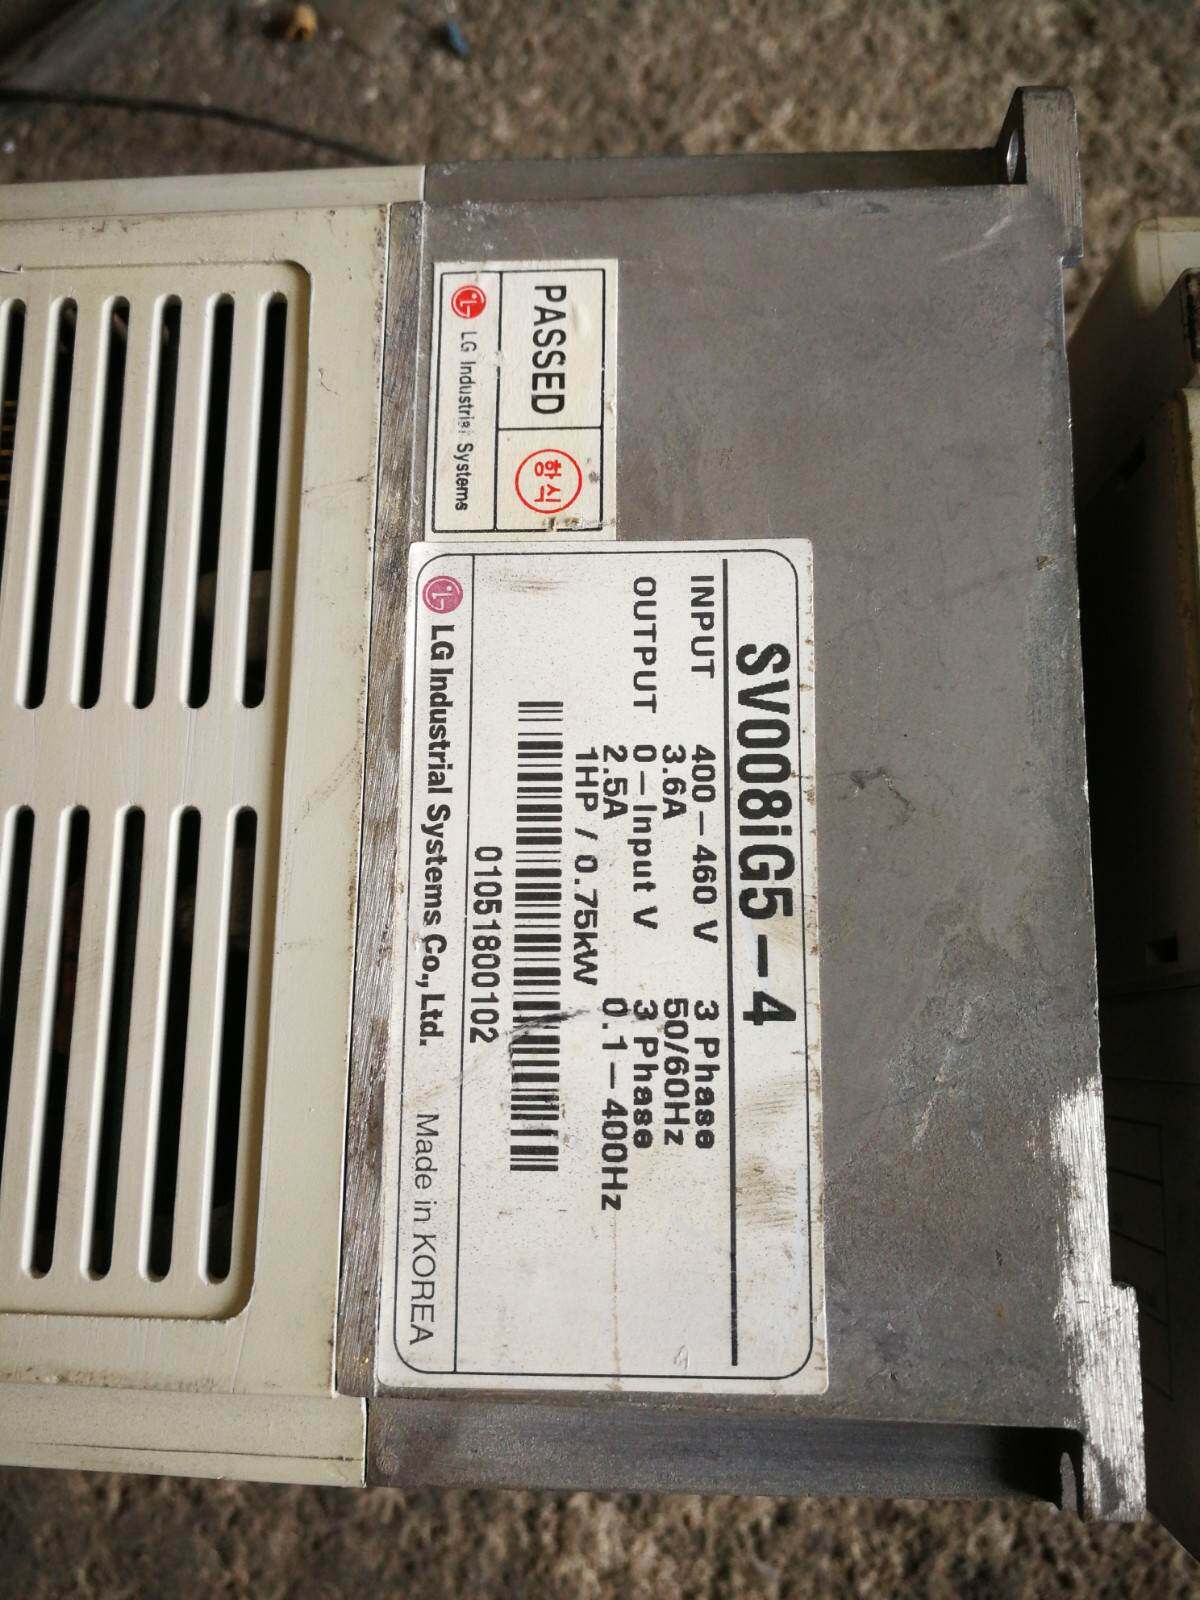 PASSED
항식
LG Industrial Systems
SV008iG5-4
INPUT 400-460 V 3 Phase
3.6A 50/60Hz
OUTPUT 0-Input V 3 Phase
2.5A 0.1-400Hz
1HP / 0.75kW
01051800102
LG Industrial Systems Co., Ltd. Made in KOREA